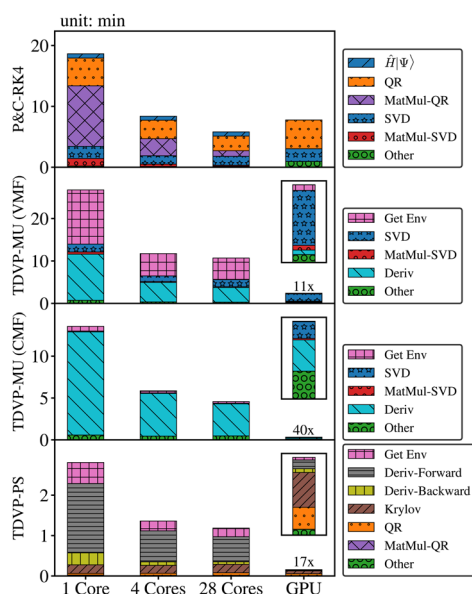 unit: min
P&C-RK4
20
10
0
Ĥ|Ψ⟩
QR
MatMul-QR
SVD
MatMul-SVD
Other
TDVP-MU (VMF)
20
10
0
11x
Get Env
SVD
MatMul-SVD
Deriv
Other
TDVP-MU (CMF)
10
5
0
40x
Get Env
SVD
MatMul-SVD
Deriv
Other
TDVP-PS
2
1
0
17x
Get Env
Deriv-Forward
Deriv-Backward
Krylov
QR
MatMul-QR
Other
1 Core 4 Cores 28 Cores GPU